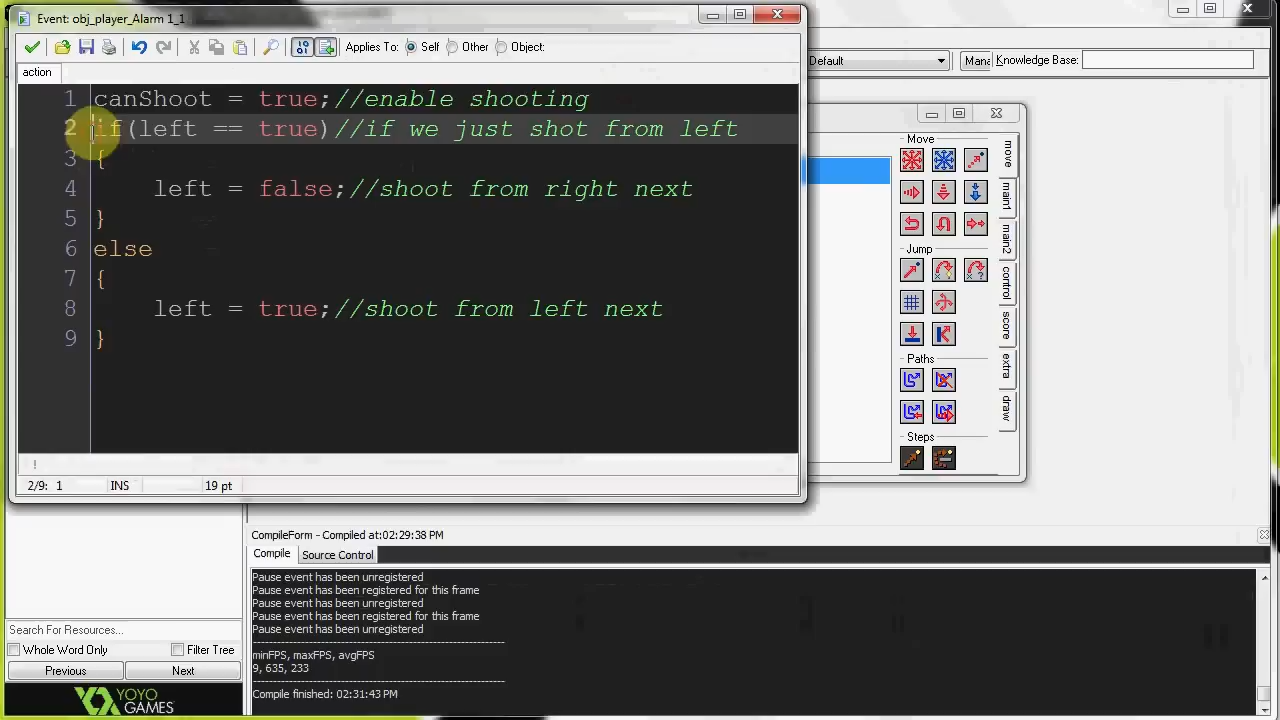 Event: obj_player_Alarm 1_1
Applies To: Self Other Object:
action
1 canShoot = true;//enable shooting
2 if(left == true)//if we just shot from left
3 {
4 left = false;//shoot from right next
5 }
6 else
7 {
8 left = true;//shoot from left next
9 }
!
2/9: 1 INS 19 pt
Default
Mana
Knowledge Base:
Move
Jump
Paths
Steps
move
main1
main2
control
score
extra
draw
CompileForm - Compiled at:02:29:38 PM
Compile Source Control
Pause event has been unregistered
Pause event has been registered for this frame
Pause event has been unregistered
Pause event has been registered for this frame
Pause event has been unregistered
minFPS, maxFPS, avgFPS
9, 635, 233
Compile finished: 02:31:43 PM
Search For Resources...
Whole Word Only Filter Tree
Previous Next
YOYO
GAMES